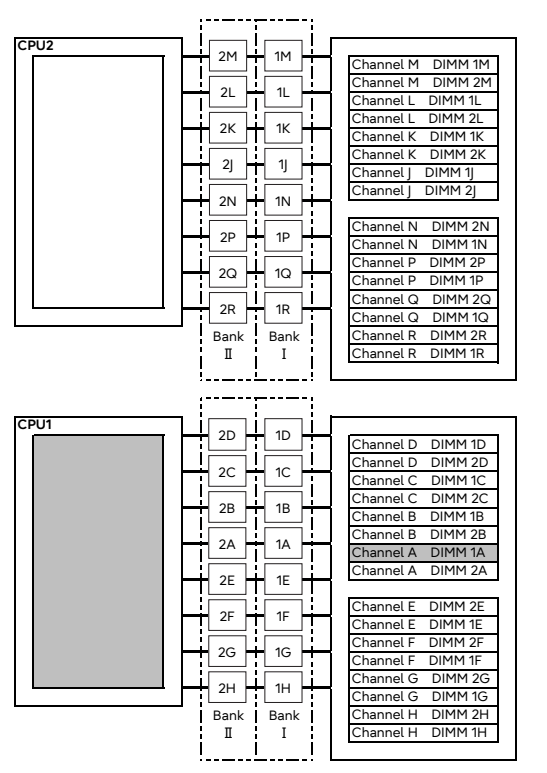 CPU2
2M 1M
2L 1L
2K 1K
2J 1J
2N 1N
2P 1P
2Q 1Q
2R 1R
Bank Bank
II I
Channel M DIMM 1M
Channel M DIMM 2M
Channel L DIMM 1L
Channel L DIMM 2L
Channel K DIMM 1K
Channel K DIMM 2K
Channel J DIMM 1J
Channel J DIMM 2J
Channel N DIMM 2N
Channel N DIMM 1N
Channel P DIMM 2P
Channel P DIMM 1P
Channel Q DIMM 2Q
Channel Q DIMM 1Q
Channel R DIMM 2R
Channel R DIMM 1R
CPU1
2D 1D
2C 1C
2B 1B
2A 1A
2E 1E
2F 1F
2G 1G
2H 1H
Bank Bank
II I
Channel D DIMM 1D
Channel D DIMM 2D
Channel C DIMM 1C
Channel C DIMM 2C
Channel B DIMM 1B
Channel B DIMM 2B
Channel A DIMM 1A
Channel A DIMM 2A
Channel E DIMM 2E
Channel E DIMM 1E
Channel F DIMM 2F
Channel F DIMM 1F
Channel G DIMM 2G
Channel G DIMM 1G
Channel H DIMM 2H
Channel H DIMM 1H